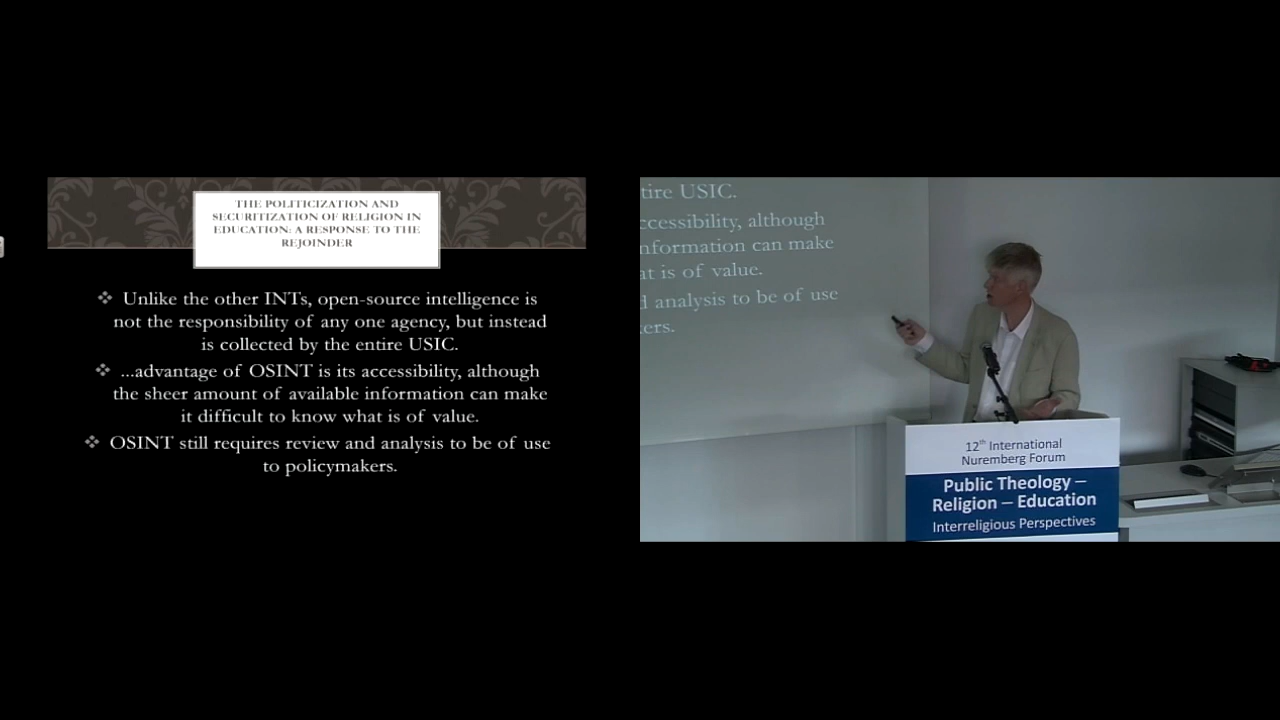 THE POLITICIZATION AND
SECURITIZATION OF RELIGION IN
EDUCATION: A RESPONSE TO THE
REJOINDER
Unlike the other INTs, open-source intelligence is
not the responsibility of any one agency, but instead
is collected by the entire USIC.
...advantage of OSINT is its accessibility, although
the sheer amount of available information can make
it difficult to know what is of value.
OSINT still requires review and analysis to be of use
to policymakers.
tire USIC.
ccessibility, although
nformation can make
at is of value.
d analysis to be of use
ers.
12th International
Nuremberg Forum
Public Theology –
Religion – Education
Interreligious Perspectives